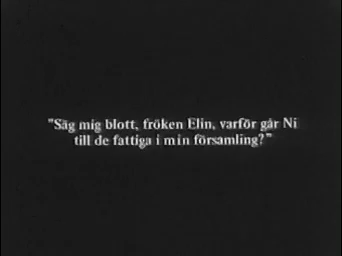 "Säg mig blott, fröken Elin, varför går Ni
till de fattiga i min församling?"